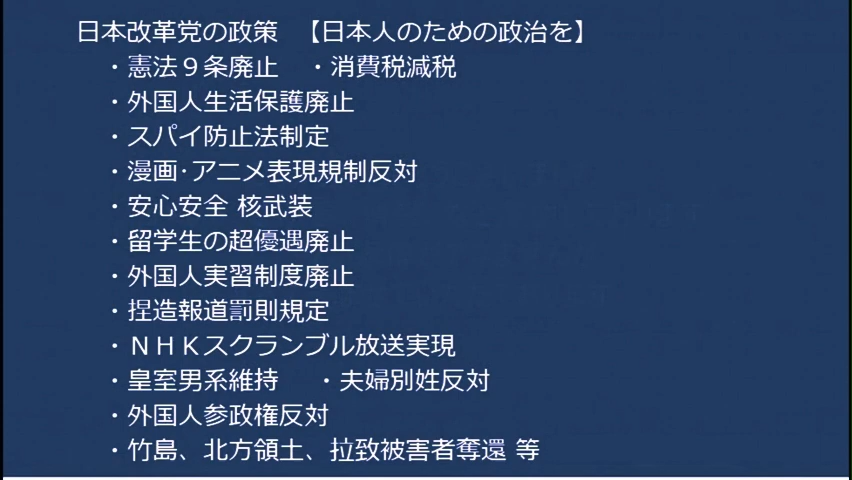 日本改革党の政策　【日本人のための政治を】
・憲法９条廃止　・消費税減税
・外国人生活保護廃止
・スパイ防止法制定
・漫画･アニメ表現規制反対
・安心安全 核武装
・留学生の超優遇廃止
・外国人実習制度廃止
・捏造報道罰則規定
・ＮＨＫスクランブル放送実現
・皇室男系維持　・夫婦別姓反対
・外国人参政権反対
・竹島、北方領土、拉致被害者奪還 等